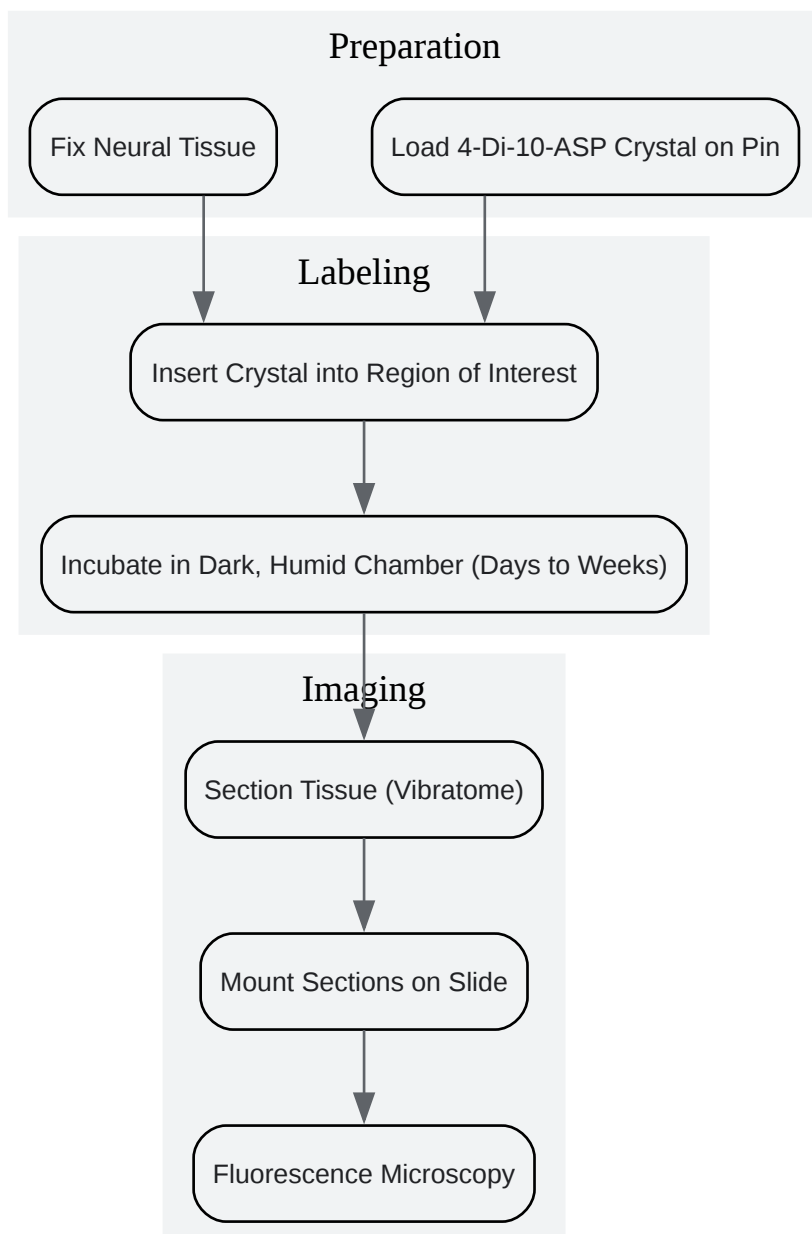 Preparation
Fix Neural Tissue
Load 4-Di-10-ASP Crystal on Pin
Labeling
Insert Crystal into Region of Interest
Incubate in Dark, Humid Chamber (Days to Weeks)
Imaging
Section Tissue (Vibratome)
Mount Sections on Slide
Fluorescence Microscopy